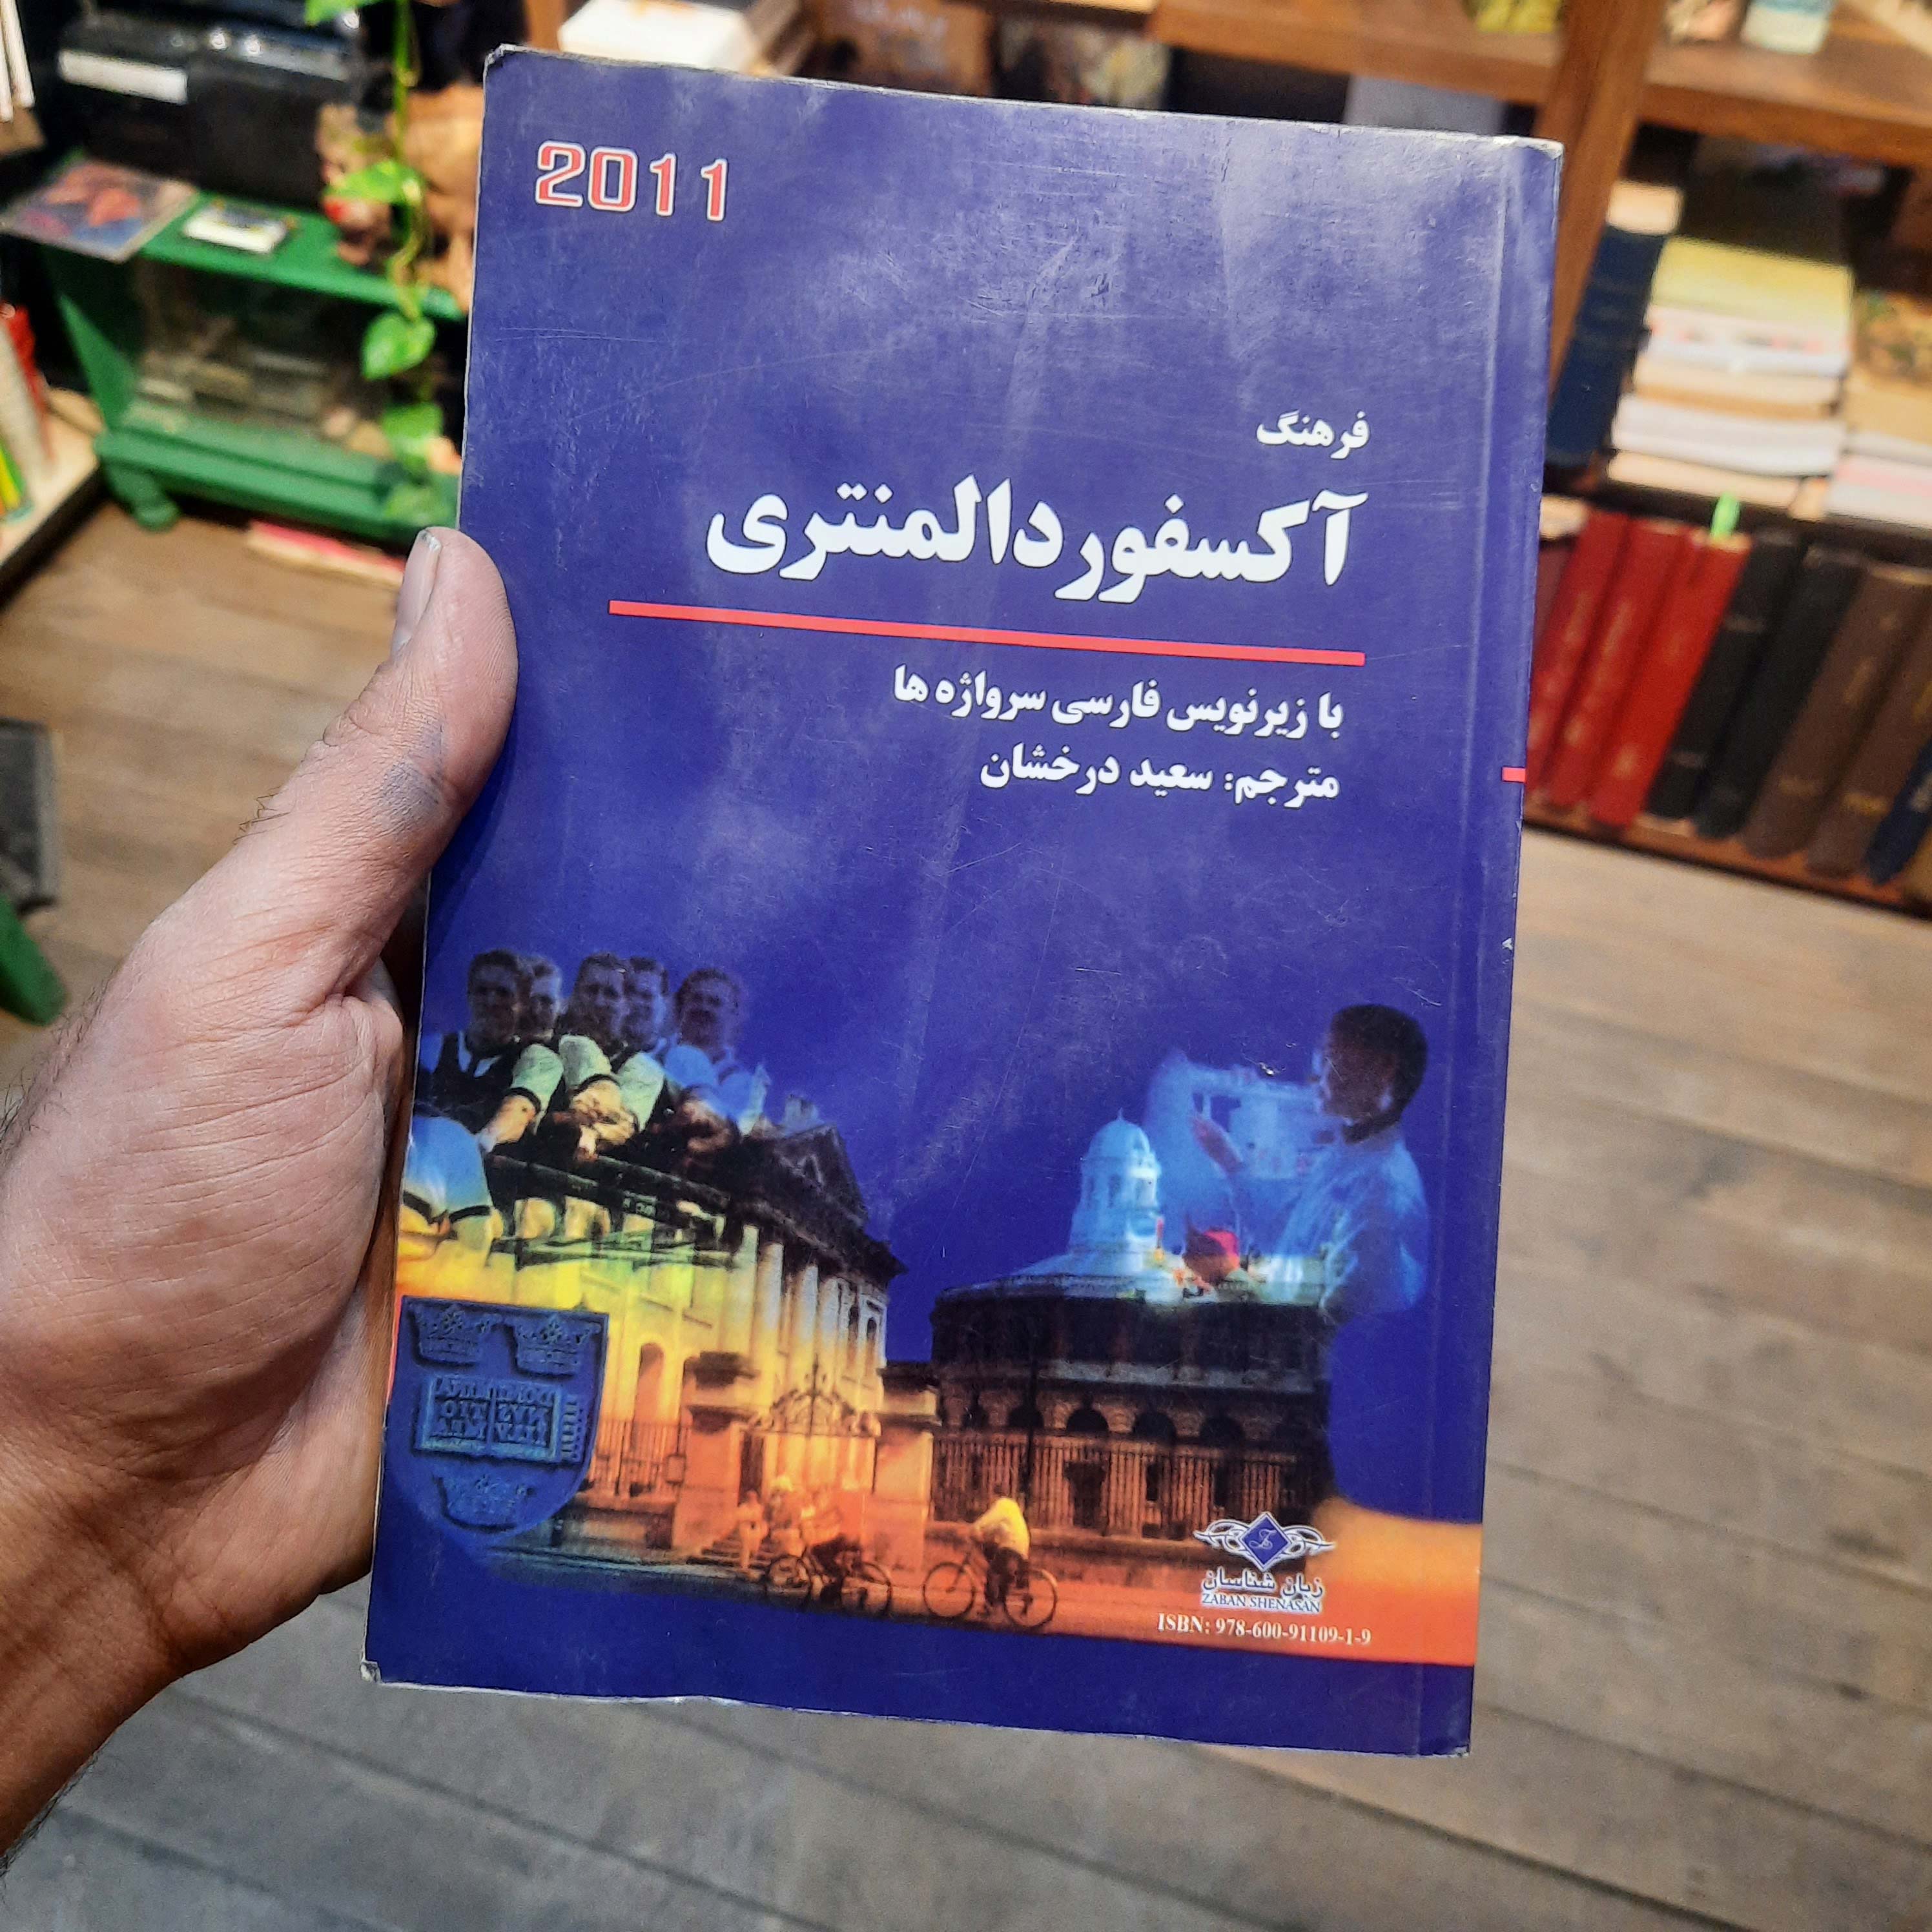 2011
فرهنگ
آکسفورد المنتری
با زیرنویس فارسی سرواژه ها
مترجم: سعید درخشان
زبان شناسان
ZABAN SHENASAN
ISBN: 978-600-91109-1-9